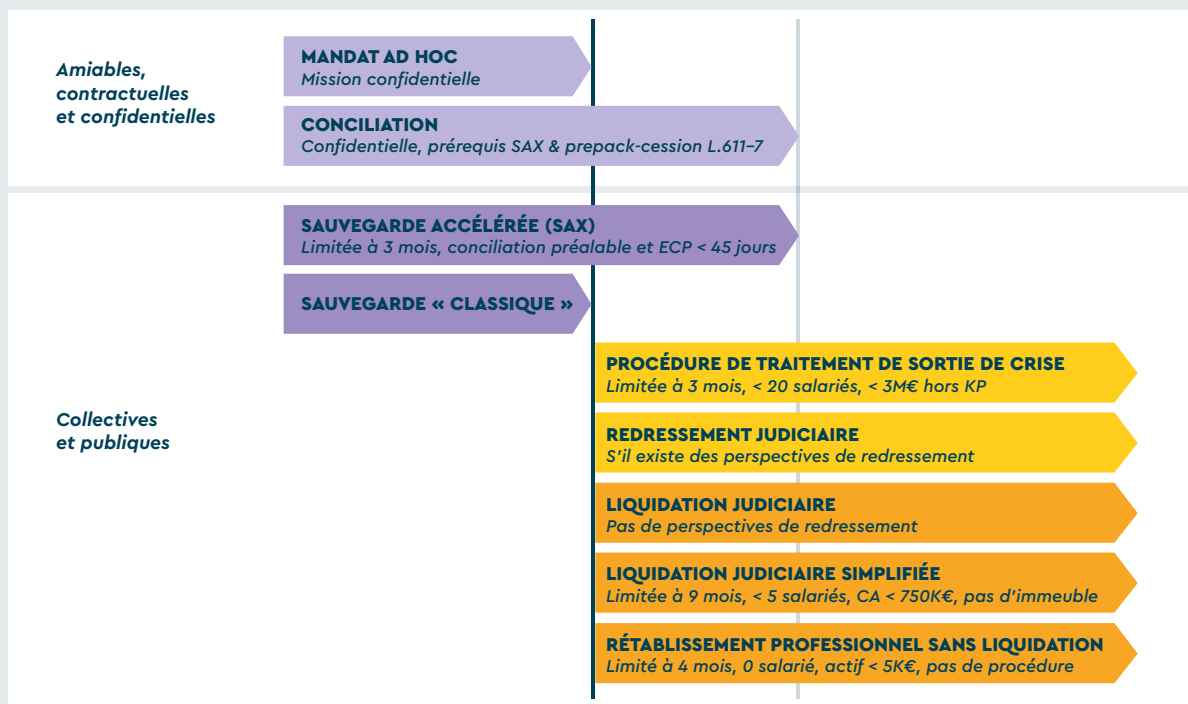 Amiables,
contractuelles
et confidentielles
MANDAT AD HOC
Mission confidentielle
CONCILIATION
Confidentielle, prérequis SAX & prepack-cession L.611-7
SAUVEGARDE ACCÉLÉRÉE (SAX)
Limitée à 3 mois, conciliation préalable et ECP < 45 jours
SAUVEGARDE « CLASSIQUE »
Collectives
et publiques
PROCÉDURE DE TRAITEMENT DE SORTIE DE CRISE
Limitée à 3 mois, < 20 salariés, < 3M€ hors KP
REDRESSEMENT JUDICIAIRE
S'il existe des perspectives de redressement
LIQUIDATION JUDICIAIRE
Pas de perspectives de redressement
LIQUIDATION JUDICIAIRE SIMPLIFIÉE
Limitée à 9 mois, < 5 salariés, CA < 750K€, pas d'immeuble
RÉTABLISSEMENT PROFESSIONNEL SANS LIQUIDATION
Limité à 4 mois, 0 salarié, actif < 5K€, pas de procédure